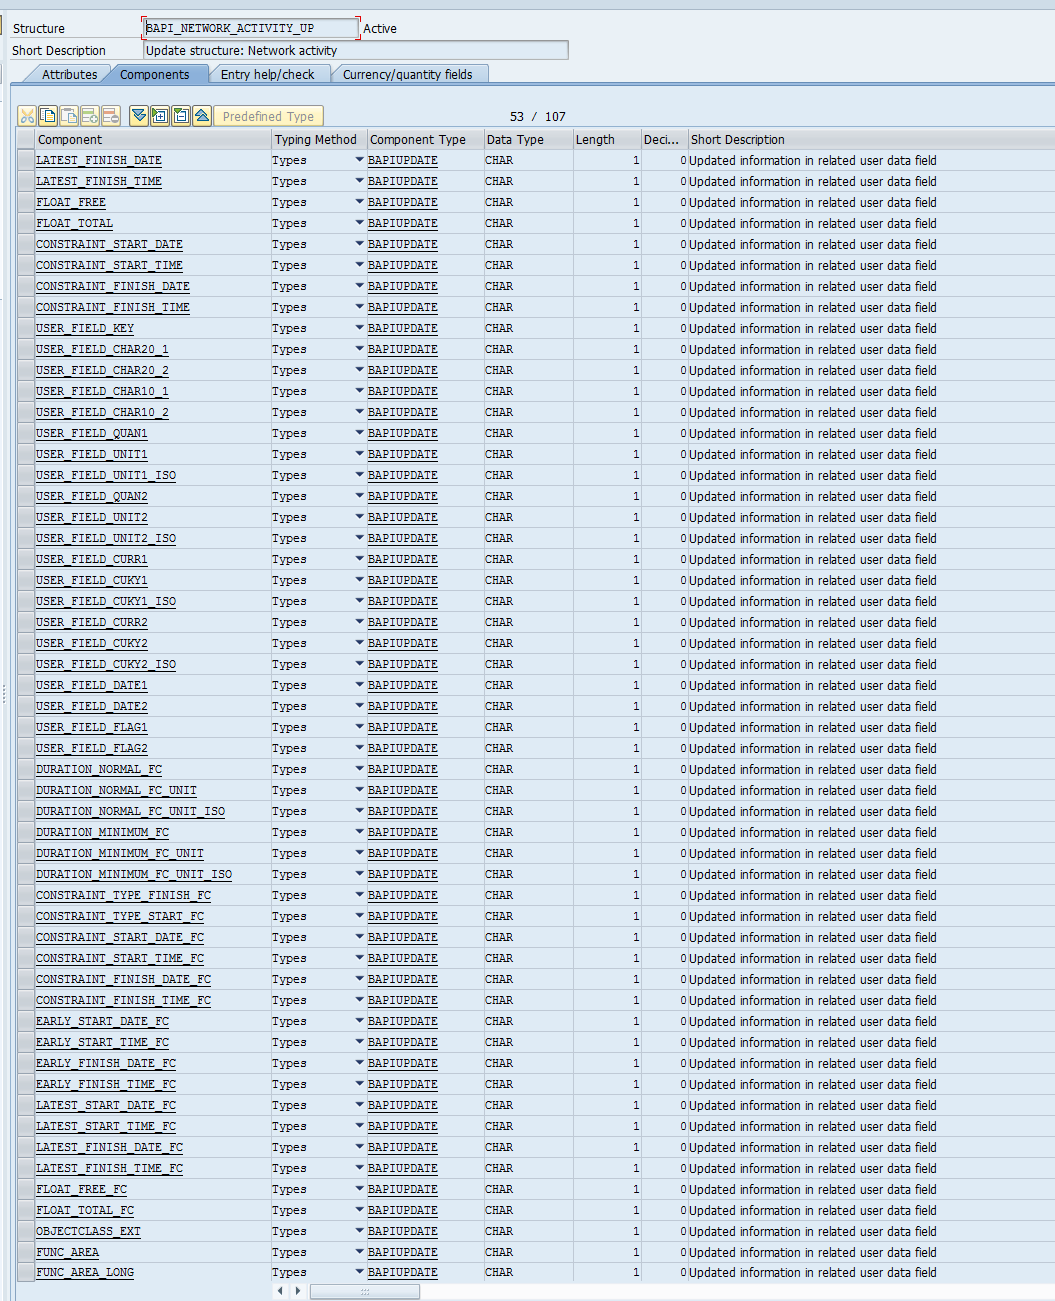 Structure BAPI_NETWORK_ACTIVITY_UP Active
Short Description Update structure: Network activity
Attributes Components Entry help/check Currency/quantity fields
Predefined Type 53 / 107
Component Typing Method Component Type Data Type Length Deci... Short Description
LATEST_FINISH_DATE Types BAPIUPDATE CHAR 1 0 Updated information in related user data field
LATEST_FINISH_TIME Types BAPIUPDATE CHAR 1 0 Updated information in related user data field
FLOAT_FREE Types BAPIUPDATE CHAR 1 0 Updated information in related user data field
FLOAT_TOTAL Types BAPIUPDATE CHAR 1 0 Updated information in related user data field
CONSTRAINT_START_DATE Types BAPIUPDATE CHAR 1 0 Updated information in related user data field
CONSTRAINT_START_TIME Types BAPIUPDATE CHAR 1 0 Updated information in related user data field
CONSTRAINT_FINISH_DATE Types BAPIUPDATE CHAR 1 0 Updated information in related user data field
CONSTRAINT_FINISH_TIME Types BAPIUPDATE CHAR 1 0 Updated information in related user data field
USER_FIELD_KEY Types BAPIUPDATE CHAR 1 0 Updated information in related user data field
USER_FIELD_CHAR20_1 Types BAPIUPDATE CHAR 1 0 Updated information in related user data field
USER_FIELD_CHAR20_2 Types BAPIUPDATE CHAR 1 0 Updated information in related user data field
USER_FIELD_CHAR10_1 Types BAPIUPDATE CHAR 1 0 Updated information in related user data field
USER_FIELD_CHAR10_2 Types BAPIUPDATE CHAR 1 0 Updated information in related user data field
USER_FIELD_QUAN1 Types BAPIUPDATE CHAR 1 0 Updated information in related user data field
USER_FIELD_UNIT1 Types BAPIUPDATE CHAR 1 0 Updated information in related user data field
USER_FIELD_UNIT1_ISO Types BAPIUPDATE CHAR 1 0 Updated information in related user data field
USER_FIELD_QUAN2 Types BAPIUPDATE CHAR 1 0 Updated information in related user data field
USER_FIELD_UNIT2 Types BAPIUPDATE CHAR 1 0 Updated information in related user data field
USER_FIELD_UNIT2_ISO Types BAPIUPDATE CHAR 1 0 Updated information in related user data field
USER_FIELD_CURR1 Types BAPIUPDATE CHAR 1 0 Updated information in related user data field
USER_FIELD_CUKY1 Types BAPIUPDATE CHAR 1 0 Updated information in related user data field
USER_FIELD_CUKY1_ISO Types BAPIUPDATE CHAR 1 0 Updated information in related user data field
USER_FIELD_CURR2 Types BAPIUPDATE CHAR 1 0 Updated information in related user data field
USER_FIELD_CUKY2 Types BAPIUPDATE CHAR 1 0 Updated information in related user data field
USER_FIELD_CUKY2_ISO Types BAPIUPDATE CHAR 1 0 Updated information in related user data field
USER_FIELD_DATE1 Types BAPIUPDATE CHAR 1 0 Updated information in related user data field
USER_FIELD_DATE2 Types BAPIUPDATE CHAR 1 0 Updated information in related user data field
USER_FIELD_FLAG1 Types BAPIUPDATE CHAR 1 0 Updated information in related user data field
USER_FIELD_FLAG2 Types BAPIUPDATE CHAR 1 0 Updated information in related user data field
DURATION_NORMAL_FC Types BAPIUPDATE CHAR 1 0 Updated information in related user data field
DURATION_NORMAL_FC_UNIT Types BAPIUPDATE CHAR 1 0 Updated information in related user data field
DURATION_NORMAL_FC_UNIT_ISO Types BAPIUPDATE CHAR 1 0 Updated information in related user data field
DURATION_MINIMUM_FC Types BAPIUPDATE CHAR 1 0 Updated information in related user data field
DURATION_MINIMUM_FC_UNIT Types BAPIUPDATE CHAR 1 0 Updated information in related user data field
DURATION_MINIMUM_FC_UNIT_ISO Types BAPIUPDATE CHAR 1 0 Updated information in related user data field
CONSTRAINT_TYPE_FINISH_FC Types BAPIUPDATE CHAR 1 0 Updated information in related user data field
CONSTRAINT_TYPE_START_FC Types BAPIUPDATE CHAR 1 0 Updated information in related user data field
CONSTRAINT_START_DATE_FC Types BAPIUPDATE CHAR 1 0 Updated information in related user data field
CONSTRAINT_START_TIME_FC Types BAPIUPDATE CHAR 1 0 Updated information in related user data field
CONSTRAINT_FINISH_DATE_FC Types BAPIUPDATE CHAR 1 0 Updated information in related user data field
CONSTRAINT_FINISH_TIME_FC Types BAPIUPDATE CHAR 1 0 Updated information in related user data field
EARLY_START_DATE_FC Types BAPIUPDATE CHAR 1 0 Updated information in related user data field
EARLY_START_TIME_FC Types BAPIUPDATE CHAR 1 0 Updated information in related user data field
EARLY_FINISH_DATE_FC Types BAPIUPDATE CHAR 1 0 Updated information in related user data field
EARLY_FINISH_TIME_FC Types BAPIUPDATE CHAR 1 0 Updated information in related user data field
LATEST_START_DATE_FC Types BAPIUPDATE CHAR 1 0 Updated information in related user data field
LATEST_START_TIME_FC Types BAPIUPDATE CHAR 1 0 Updated information in related user data field
LATEST_FINISH_DATE_FC Types BAPIUPDATE CHAR 1 0 Updated information in related user data field
LATEST_FINISH_TIME_FC Types BAPIUPDATE CHAR 1 0 Updated information in related user data field
FLOAT_FREE_FC Types BAPIUPDATE CHAR 1 0 Updated information in related user data field
FLOAT_TOTAL_FC Types BAPIUPDATE CHAR 1 0 Updated information in related user data field
OBJECTCLASS_EXT Types BAPIUPDATE CHAR 1 0 Updated information in related user data field
FUNC_AREA Types BAPIUPDATE CHAR 1 0 Updated information in related user data field
FUNC_AREA_LONG Types BAPIUPDATE CHAR 1 0 Updated information in related user data field